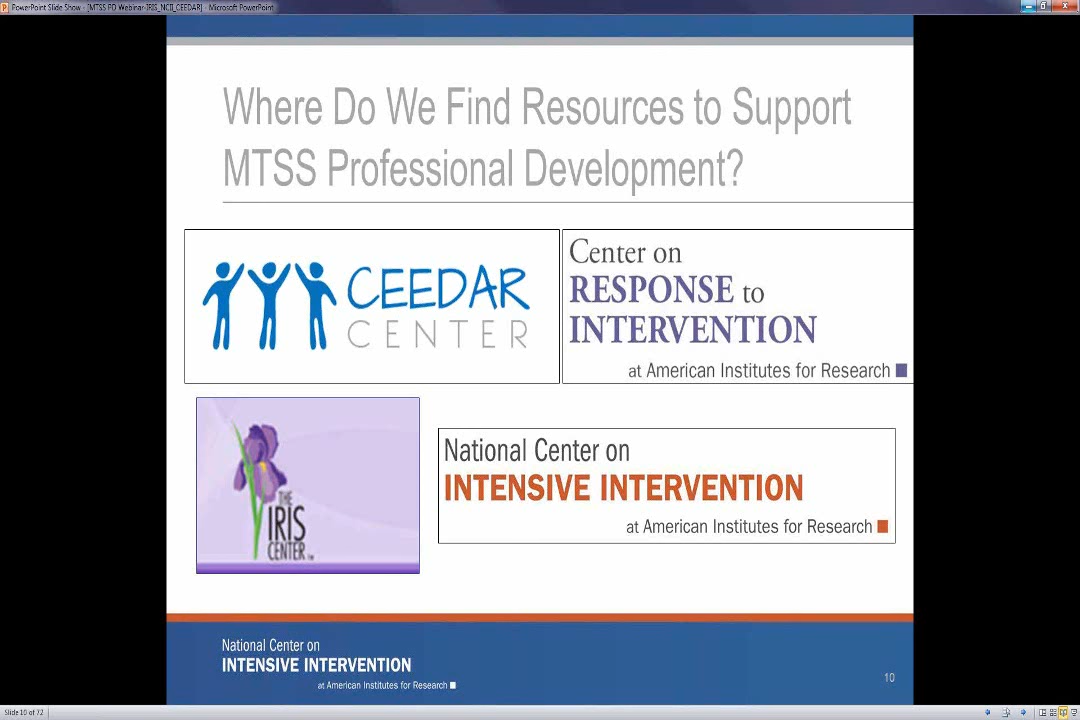 PowerPoint Slide Show - [MTSS PD Webinar-IRIS_NCII_CEEDAR] - Microsoft PowerPoint
Where Do We Find Resources to Support
MTSS Professional Development?
CEEDAR
CENTER
Center on
RESPONSE to
INTERVENTION
at American Institutes for Research
THE
IRIS
CENTER
National Center on
INTENSIVE INTERVENTION
at American Institutes for Research
National Center on
INTENSIVE INTERVENTION
at American Institutes for Research
10
Slide 10 of 72